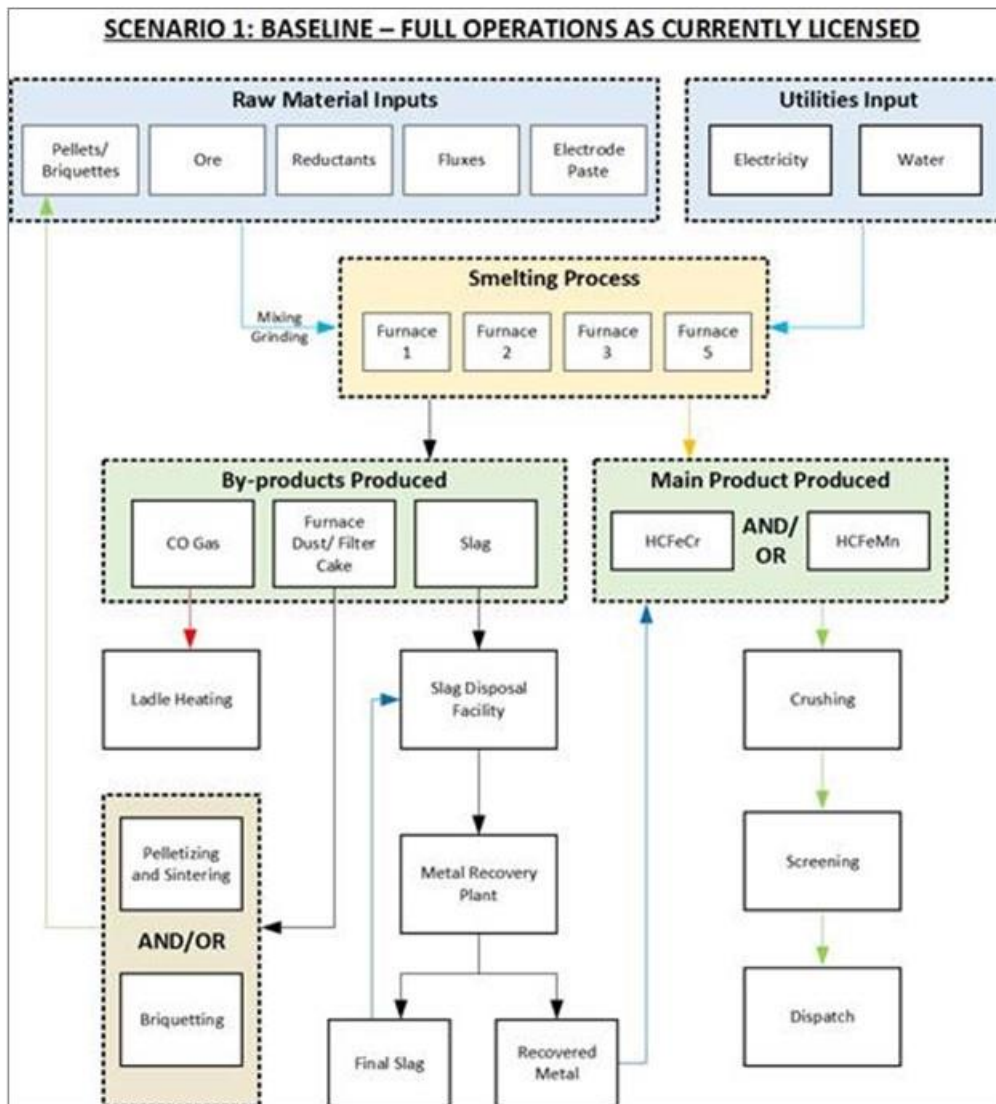 SCENARIO 1: BASELINE – FULL OPERATIONS AS CURRENTLY LICENSED
Raw Material Inputs
Pellets/
Briquettes
Ore
Reductants
Fluxes
Electrode
Paste
Utilities Input
Electricity
Water
Mixing
Grinding
Smelting Process
Furnace
1
Furnace
2
Furnace
3
Furnace
5
By-products Produced
CO Gas
Furnace
Dust/ Filter
Cake
Slag
Main Product Produced
HCFeCr
AND/
OR
HCFeMn
Ladle Heating
Slag Disposal
Facility
Crushing
Pelletizing
and Sintering
AND/OR
Briquetting
Metal Recovery
Plant
Screening
Final Slag
Recovered
Metal
Dispatch